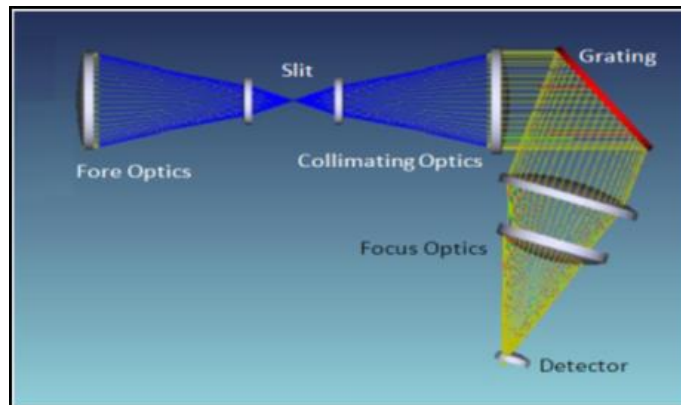 Slit
Grating
Fore Optics
Collimating Optics
Focus Optics
Detector